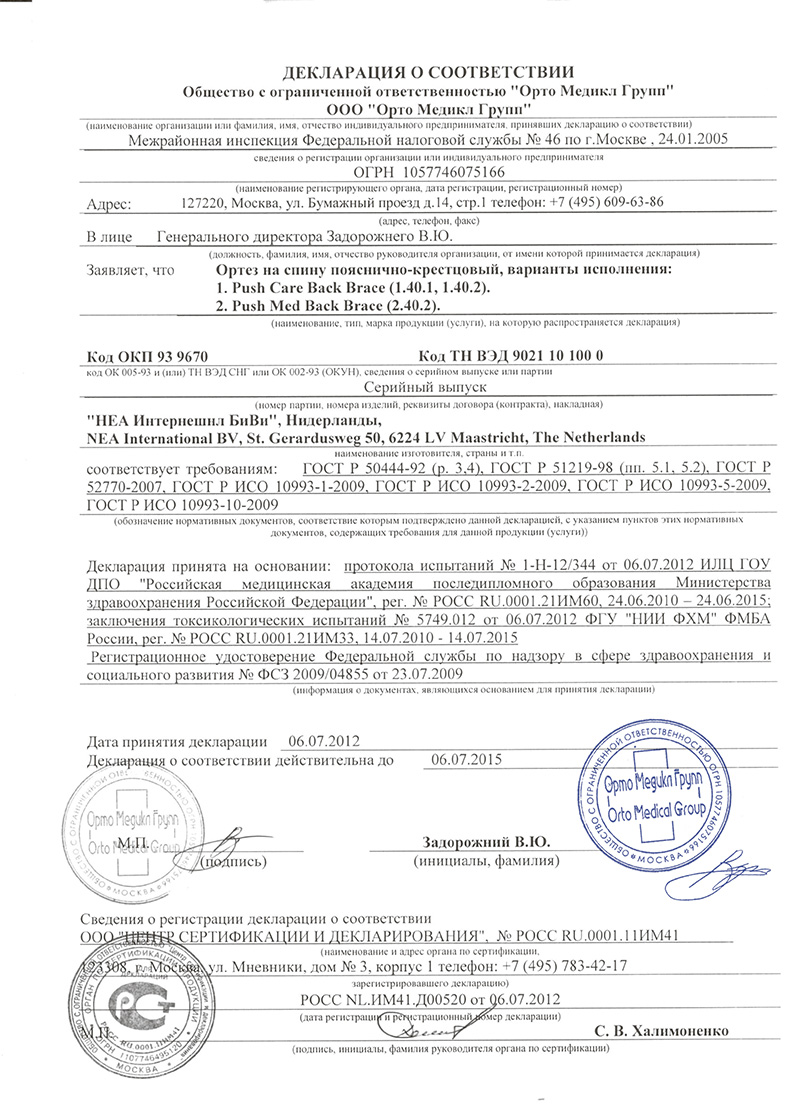 ДЕКЛАРАЦИЯ О СООТВЕТСТВИИ
Общество с ограниченной ответственностью "Орто Медикл Групп"
ООО "Орто Медикл Групп"
(наименование организации или фамилия, имя, отчество индивидуального предпринимателя, принявших декларацию о соответствии)
Межрайонная инспекция Федеральной налоговой службы № 46 по г.Москве , 24.01.2005
сведения о регистрации организации или индивидуального предпринимателя
ОГРН 1057746075166
(наименование регистрирующего органа, дата регистрации, регистрационный номер)
Адрес: 127220, Москва, ул. Бумажный проезд д.14, стр.1 телефон: +7 (495) 609-63-86
(адрес, телефон, факс)
В лице Генерального директора Задорожнего В.Ю.
(должность, фамилия, имя, отчество руководителя организации, от имени которой принимается декларация)
Заявляет, что Ортез на спину пояснично-крестцовый, варианты исполнения:
1. Push Care Back Brace (1.40.1, 1.40.2).
2. Push Med Back Brace (2.40.2).
(наименование, тип, марка продукции (услуги), на которую распространяется декларация)
Код ОКП 93 9670 Код ТН ВЭД 9021 10 100 0
код ОК 005-93 и (или) ТН ВЭД СНГ или ОК 002-93 (ОКУН), сведения о серийном выпуске или партии
Серийный выпуск
(номер партии, номера изделий, реквизиты договора (контракта), накладная)
"НЕА Интернешнл БиВи", Нидерланды,
NEA International BV, St. Gerardusweg 50, 6224 LV Maastricht, The Netherlands
наименование изготовителя, страны и т.п.
соответствует требованиям: ГОСТ Р 50444-92 (р. 3,4), ГОСТ Р 51219-98 (пп. 5.1, 5.2), ГОСТ Р
52770-2007, ГОСТ Р ИСО 10993-1-2009, ГОСТ Р ИСО 10993-2-2009, ГОСТ Р ИСО 10993-5-2009,
ГОСТ Р ИСО 10993-10-2009
(обозначение нормативных документов, соответствие которым подтверждено данной декларацией, с указанием пунктов этих нормативных
документов, содержащих требования для данной продукции (услуги))
Декларация принята на основании: протокола испытаний № 1-Н-12/344 от 06.07.2012 ИЛЦ ГОУ
ДПО "Российская медицинская академия последипломного образования Министерства
здравоохранения Российской Федерации", рег. № РОСС RU.0001.21ИМ60, 24.06.2010 – 24.06.2015;
заключения токсикологических испытаний № 5749.012 от 06.07.2012 ФГУ "НИИ ФХМ" ФМБА
России, рег. № РОСС RU.0001.21ИМ33, 14.07.2010 - 14.07.2015
Регистрационное удостоверение Федеральной службы по надзору в сфере здравоохранения и
социального развития № ФСЗ 2009/04855 от 23.07.2009
(информация о документах, являющихся основанием для принятия декларации)
Дата принятия декларации 06.07.2012
Декларация о соответствии действительна до 06.07.2015
ОБЩЕСТВО С ОГРАНИЧЕННОЙ ОТВЕТСТВЕННОСТЬЮ ОГРН 1057746075166
Орто Медикл Групп
Orto Medical Group
МОСКВА
Орто Медикл Групп
Orto Medical Group
МОСКВА
М.П. Задорожний В.Ю.
(подпись) (инициалы, фамилия)
Сведения о регистрации декларации о соответствии
ООО "ЦЕНТР СЕРТИФИКАЦИИ И ДЕКЛАРИРОВАНИЯ", № РОСС RU.0001.11ИМ41
(наименование и адрес органа по сертификации,
123308, г. Москва, ул. Мневники, дом № 3, корпус 1 телефон: +7 (495) 783-42-17
зарегистрировавшего декларацию)
РОСС NL.ИМ41.Д00520 от 06.07.2012
(дата регистрации и регистрационный номер декларации)
М.П. С. В. Халимоненко
(подпись, инициалы, фамилия руководителя органа по сертификации)
ОРГАН ПО СЕРТИФИКАЦИИ ПРОДУКЦИИ
ДЛЯ ДЕКЛАРАЦИЙ
РОСС RU.0001.11ИМ41
ОГРН 1107746495120
МОСКВА